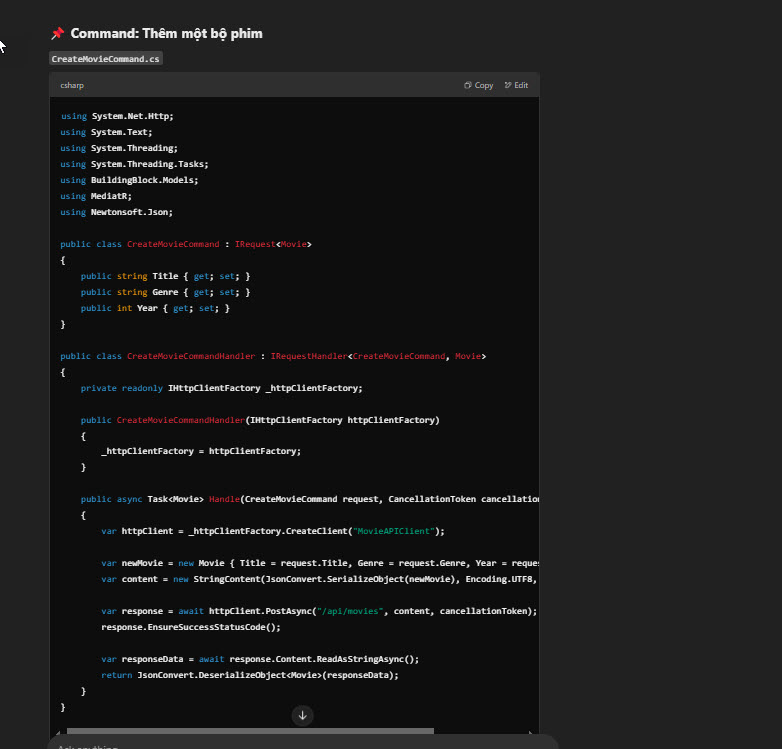 📌 Command: Thêm một bộ phim
CreateMovieCommand.cs
csharp
Copy
Edit
using System.Net.Http;
using System.Text;
using System.Threading;
using System.Threading.Tasks;
using BuildingBlock.Models;
using MediatR;
using Newtonsoft.Json;
public class CreateMovieCommand : IRequest<Movie>
{
public string Title { get; set; }
public string Genre { get; set; }
public int Year { get; set; }
}
public class CreateMovieCommandHandler : IRequestHandler<CreateMovieCommand, Movie>
{
private readonly IHttpClientFactory _httpClientFactory;
public CreateMovieCommandHandler(IHttpClientFactory httpClientFactory)
{
_httpClientFactory = httpClientFactory;
}
public async Task<Movie> Handle(CreateMovieCommand request, CancellationToken cancellation
{
var httpClient = _httpClientFactory.CreateClient("MovieAPIClient");
var newMovie = new Movie { Title = request.Title, Genre = request.Genre, Year = reques
var content = new StringContent(JsonConvert.SerializeObject(newMovie), Encoding.UTF8,
var response = await httpClient.PostAsync("/api/movies", content, cancellationToken);
response.EnsureSuccessStatusCode();
var responseData = await response.Content.ReadAsStringAsync();
return JsonConvert.DeserializeObject<Movie>(responseData);
}
}
Ask anything